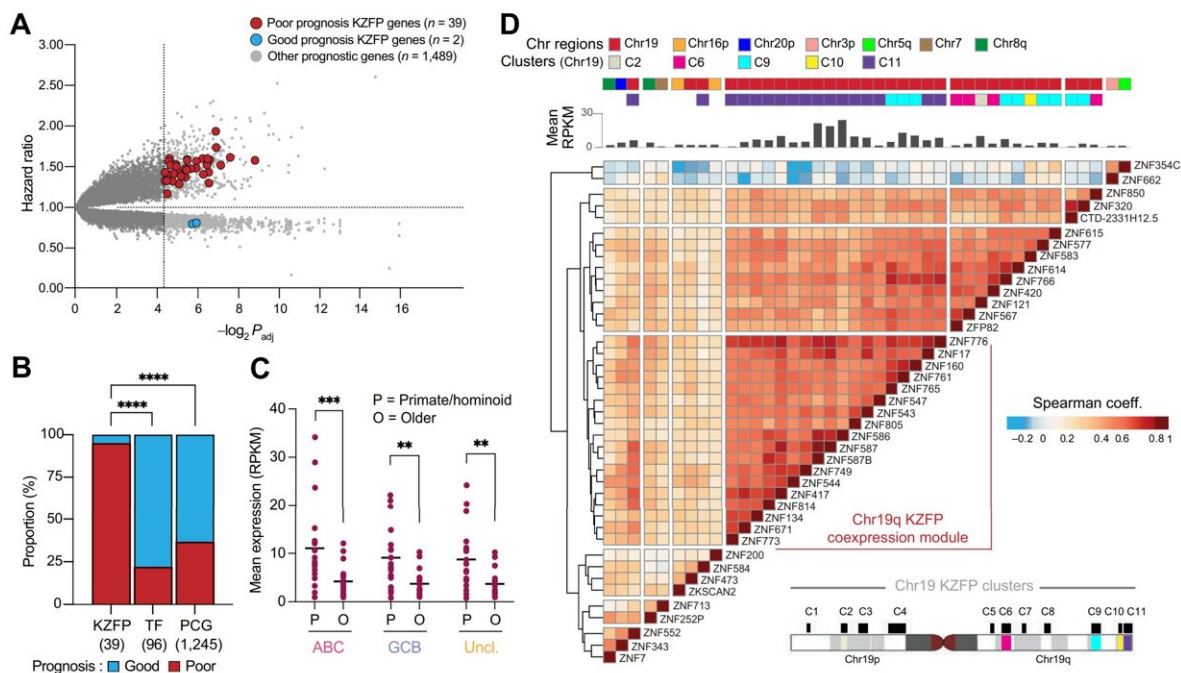 A
Poor prognosis KZFP genes (n = 39)
Good prognosis KZFP genes (n = 2)
Other prognostic genes (n = 1,489)
3.00
2.50
2.00
1.50
1.00
0.50
0.00
Hazard ratio
0 2 4 6 8 10 12 14 16
–log2 Padj
B
****
****
100
75
50
25
0
Proportion (%)
KZFP TF PCG
(39) (96) (1,245)
Prognosis : Good Poor
C
P = Primate/hominoid
O = Older
***
**
**
40
30
20
10
0
Mean expression (RPKM)
P O P O P O
ABC GCB Uncl.
D
Chr regions Chr19 Chr16p Chr20p Chr3p Chr5q Chr7 Chr8q
Clusters (Chr19) C2 C6 C9 C10 C11
Mean
RPKM
30
0
ZNF354C
ZNF662
ZNF850
ZNF320
CTD-2331H12.5
ZNF615
ZNF577
ZNF583
ZNF614
ZNF766
ZNF420
ZNF121
ZNF567
ZFP82
ZNF776
ZNF17
ZNF160
ZNF761
ZNF765
ZNF547
ZNF543
ZNF805
ZNF586
ZNF587
ZNF587B
ZNF749
ZNF544
ZNF417
ZNF814
ZNF134
ZNF671
ZNF773
ZNF200
ZNF584
ZNF473
ZKSCAN2
ZNF713
ZNF252P
ZNF552
ZNF343
ZNF7
Spearman coeff.
–0.2 0 0.2 0.4 0.6 0.8 1
Chr19q KZFP
coexpression module
Chr19 KZFP clusters
C1 C2 C3 C4 C5 C6 C7 C8 C9 C10 C11
Chr19p Chr19q